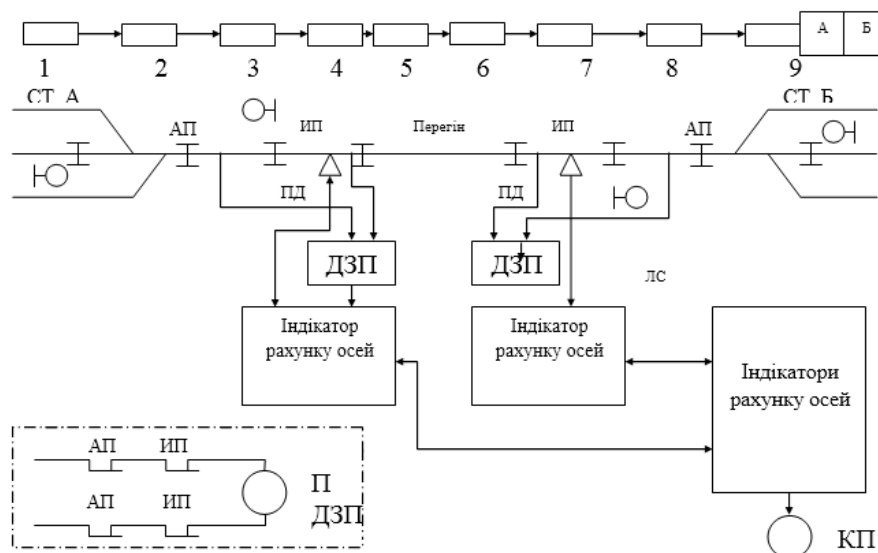 А Б
1 2 3 4 5 6 7 8 9
СТ А СТ Б
АП ИП Перегін ИП АП
ПД ПД
ДЗП ДЗП
ЛС
Індікатор
рахунку осей
Індікатор
рахунку осей
Індікатори
рахунку осей
АП ИП
П
ДЗП
АП ИП
КП